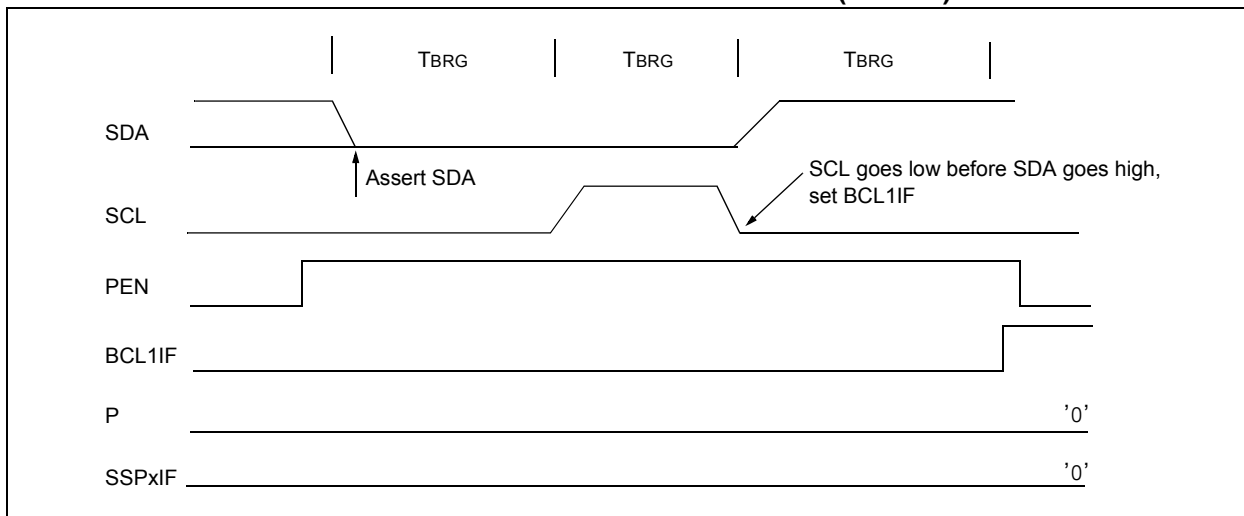 TBRG TBRG TBRG
SDA
Assert SDA
SCL goes low before SDA goes high,
set BCL1IF
SCL
PEN
BCL1IF
P '0'
SSPxIF '0'